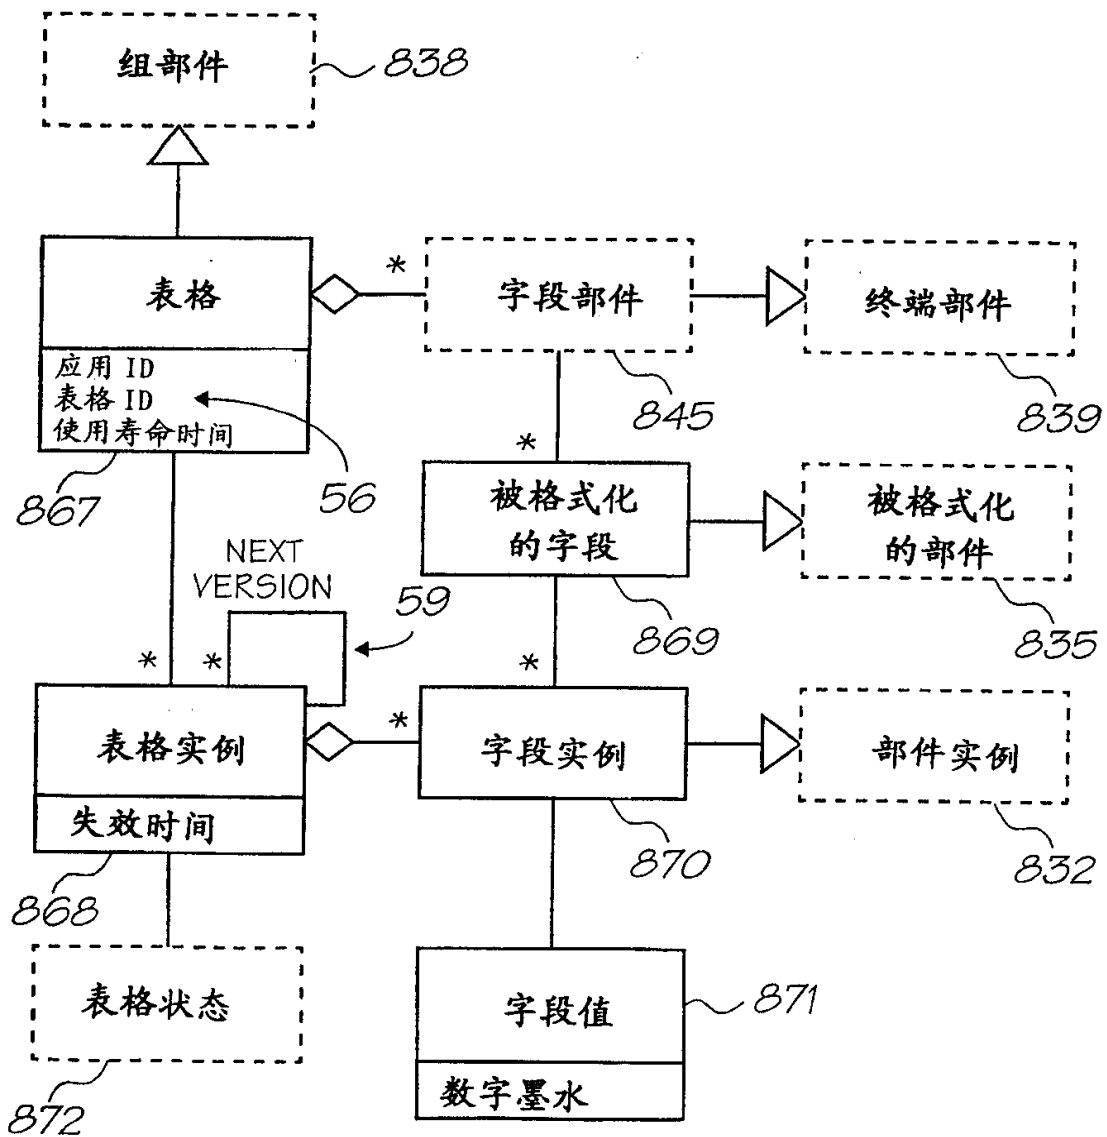 组部件
838
表格
*
字段部件
终端部件
应用ID
表格ID
使用寿命时间
867
56
845
839
*
被格式化
的字段
被格式化
的部件
NEXT
VERSION
59
869
835
*
*
*
表格实例
*
字段实例
部件实例
失效时间
868
870
832
表格状态
872
字段值
871
数字墨水